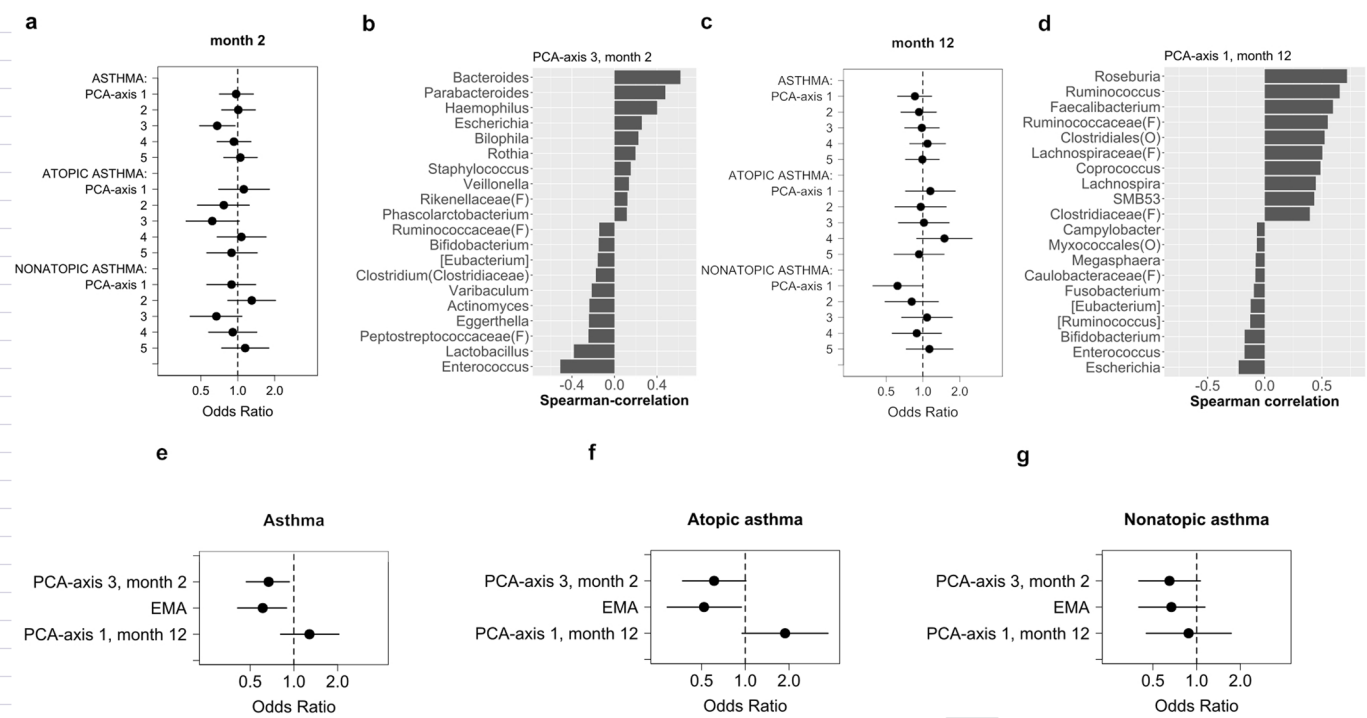 a
month 2
ASTHMA:
PCA-axis 1
2
3
4
5
ATOPIC ASTHMA:
PCA-axis 1
2
3
4
5
NONATOPIC ASTHMA:
PCA-axis 1
2
3
4
5
0.5 1.0 2.0
Odds Ratio
b
PCA-axis 3, month 2
Bacteroides
Parabacteroides
Haemophilus
Escherichia
Bilophila
Rothia
Staphylococcus
Veillonella
Rikenellaceae(F)
Phascolarctobacterium
Ruminococcaceae(F)
Bifidobacterium
[Eubacterium]
Clostridium(Clostridiaceae)
Varibaculum
Actinomyces
Eggerthella
Peptostreptococcaceae(F)
Lactobacillus
Enterococcus
-0.4 0.0 0.4
Spearman-correlation
c
month 12
ASTHMA:
PCA-axis 1
2
3
4
5
ATOPIC ASTHMA:
PCA-axis 1
2
3
4
5
NONATOPIC ASTHMA:
PCA-axis 1
2
3
4
5
0.5 1.0 2.0
Odds Ratio
d
PCA-axis 1, month 12
Roseburia
Ruminococcus
Faecalibacterium
Ruminococcaceae(F)
Clostridiales(O)
Lachnospiraceae(F)
Coprococcus
Lachnospira
SMB53
Clostridiaceae(F)
Campylobacter
Myxococcales(O)
Megasphaera
Caulobacteraceae(F)
Fusobacterium
[Eubacterium]
[Ruminococcus]
Bifidobacterium
Enterococcus
Escherichia
-0.5 0.0 0.5
Spearman correlation
e
Asthma
PCA-axis 3, month 2
EMA
PCA-axis 1, month 12
0.5 1.0 2.0
Odds Ratio
f
Atopic asthma
PCA-axis 3, month 2
EMA
PCA-axis 1, month 12
0.5 1.0 2.0
Odds Ratio
g
Nonatopic asthma
PCA-axis 3, month 2
EMA
PCA-axis 1, month 12
0.5 1.0 2.0
Odds Ratio